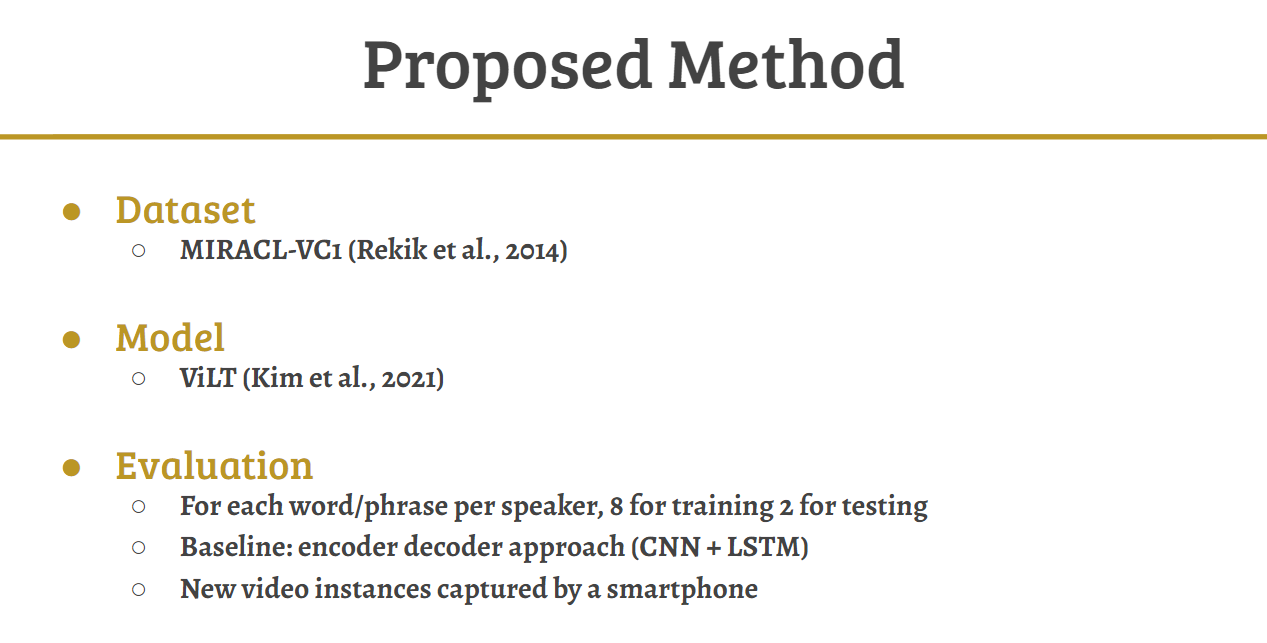 Proposed Method
● Dataset
○ MIRACL-VC1 (Rekik et al., 2014)
● Model
○ ViLT (Kim et al., 2021)
● Evaluation
○ For each word/phrase per speaker, 8 for training 2 for testing
○ Baseline: encoder decoder approach (CNN + LSTM)
○ New video instances captured by a smartphone